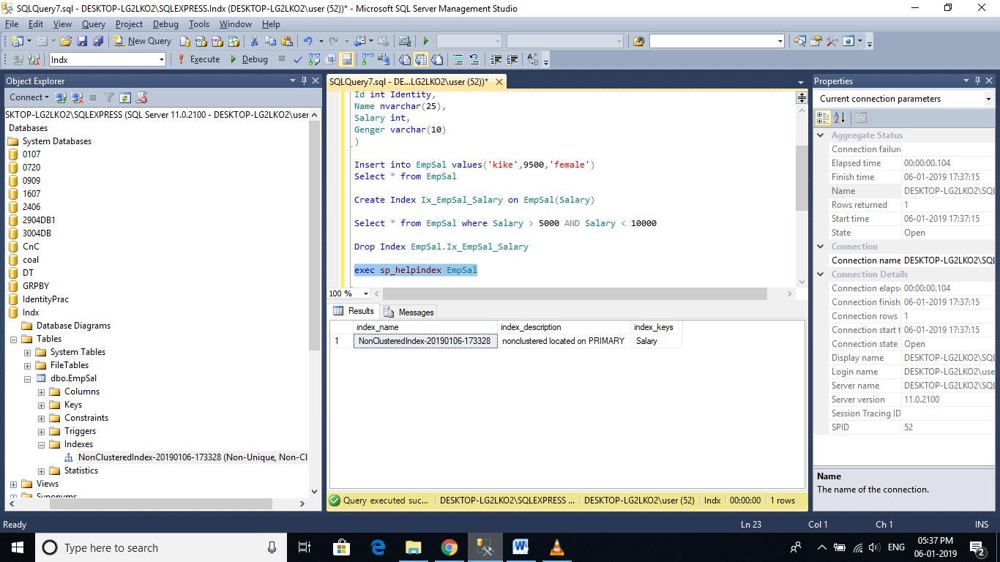 SQLQuery7.sql - DESKTOP-LG2LKO2\SQLEXPRESS.Indx (DESKTOP-LG2LKO2\user (52))* - Microsoft SQL Server Management Studio
File Edit View Query Project Debug Tools Window Help
New Query
Indx Execute Debug
Object Explorer
Connect
SKTOP-LG2LKO2\SQLEXPRESS (SQL Server 11.0.2100 - DESKTOP-LG2LKO2\user
Databases
System Databases
0107
0720
0909
1607
2406
2904DB1
3004DB
CnC
coal
DT
GRPBY
IdentityPrac
Indx
Database Diagrams
Tables
System Tables
FileTables
dbo.EmpSal
Columns
Keys
Constraints
Triggers
Indexes
NonClusteredIndex-20190106-173328 (Non-Unique, Non-Cl
Statistics
Views
Synonyms
SQLQuery7.sql - DE...LG2LKO2\user (52))*
Id int Identity,
Name nvarchar(25),
Salary int,
Genger varchar(10)
)
Insert into EmpSal values('kike',9500,'female')
Select * from EmpSal
Create Index Ix_EmpSal_Salary on EmpSal(Salary)
Select * from EmpSal where Salary > 5000 AND Salary < 10000
Drop Index EmpSal.Ix_EmpSal_Salary
exec sp_helpindex EmpSal
100 %
Results Messages
index_name index_description index_keys
1 NonClusteredIndex-20190106-173328 nonclustered located on PRIMARY Salary
Query executed suc... DESKTOP-LG2LKO2\SQLEXPRESS ... DESKTOP-LG2LKO2\user (52) Indx 00:00:00 1 rows
Properties
Current connection parameters
Aggregate Status
Connection failure
Elapsed time 00:00:00.104
Finish time 06-01-2019 17:37:15
Name DESKTOP-LG2LKO2\SQL
Rows returned 1
Start time 06-01-2019 17:37:15
State Open
Connection
Connection name DESKTOP-LG2LKO2\SQL
Connection Details
Connection elaps 00:00:00.104
Connection finish 06-01-2019 17:37:15
Connection rows 1
Connection start t 06-01-2019 17:37:15
Connection state Open
Display name DESKTOP-LG2LKO2\SQL
Login name DESKTOP-LG2LKO2\use
Server name DESKTOP-LG2LKO2\SQL
Server version 11.0.2100
Session Tracing ID
SPID 52
Name
The name of the connection.
Ready Ln 23 Col 1 Ch 1 INS
Type here to search
ENG
05:37 PM
06-01-2019
2